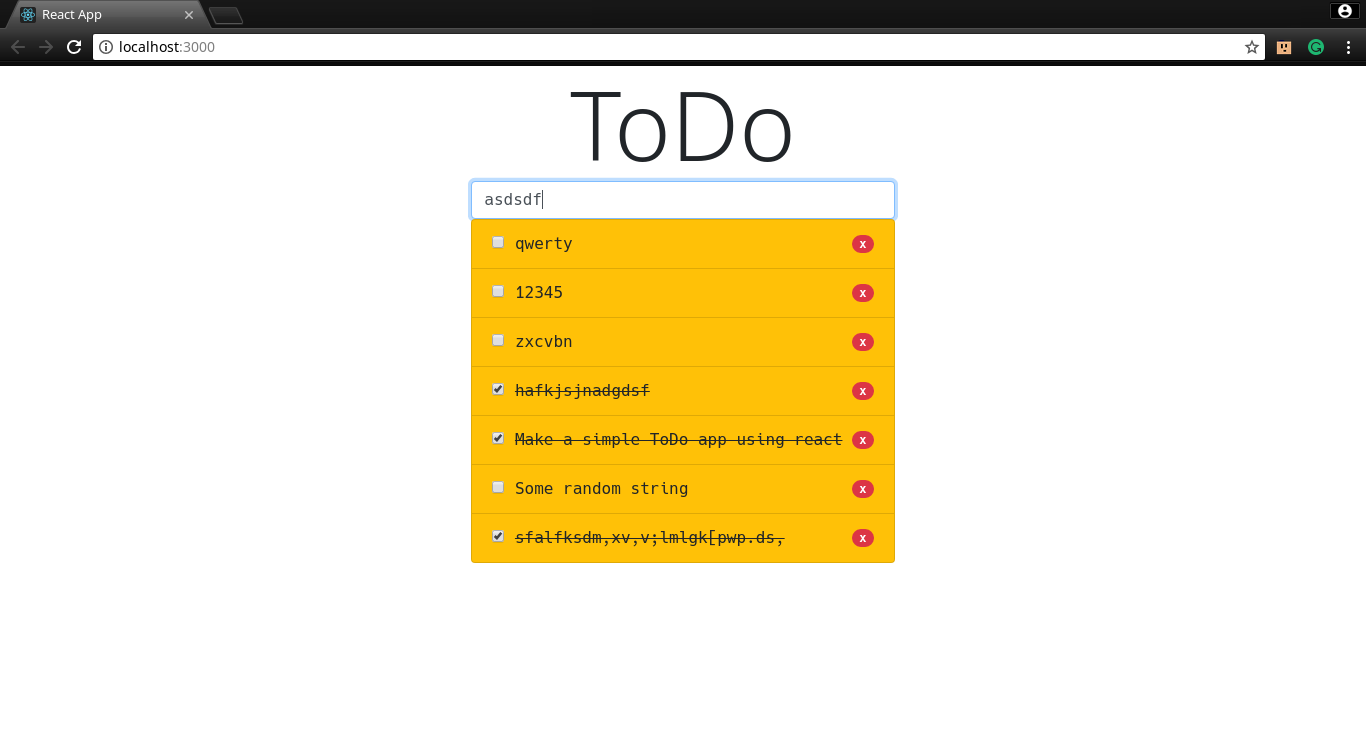 React App
localhost:3000
ToDo
asdsdf
qwerty x
12345 x
zxcvbn x
hafkjsjnadgdsf x
Make a simple ToDo app using react x
Some random string x
sfalfksdm,xv,v;lmlgk[pwp.ds, x